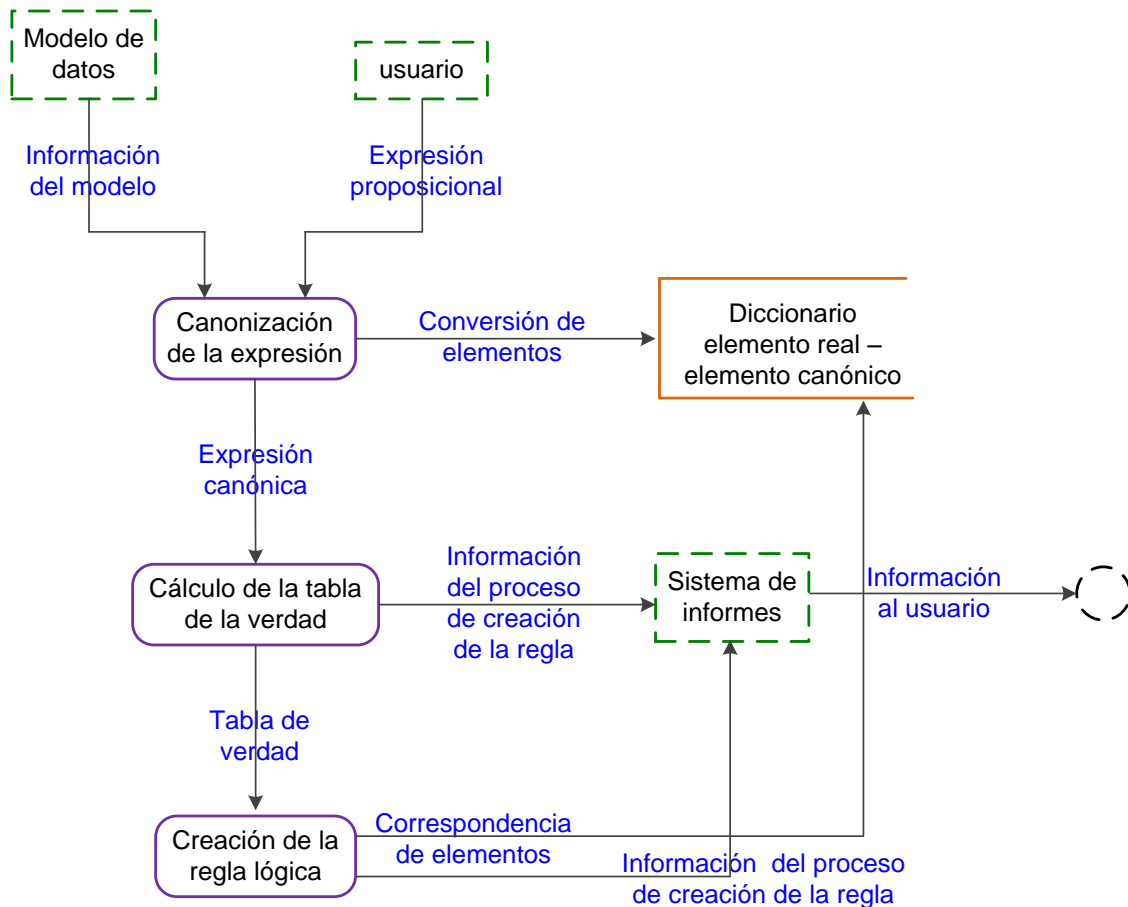 Modelo de
datos
usuario
Información
del modelo
Expresión
proposicional
Canonización
de la expresión
Conversión de
elementos
Diccionario
elemento real –
elemento canónico
Expresión
canónica
Cálculo de la tabla
de la verdad
Información
del proceso
de creación
de la regla
Sistema de
informes
Información
al usuario
Tabla de
verdad
Creación de la
regla lógica
Correspondencia
de elementos
Información del proceso
de creación de la regla